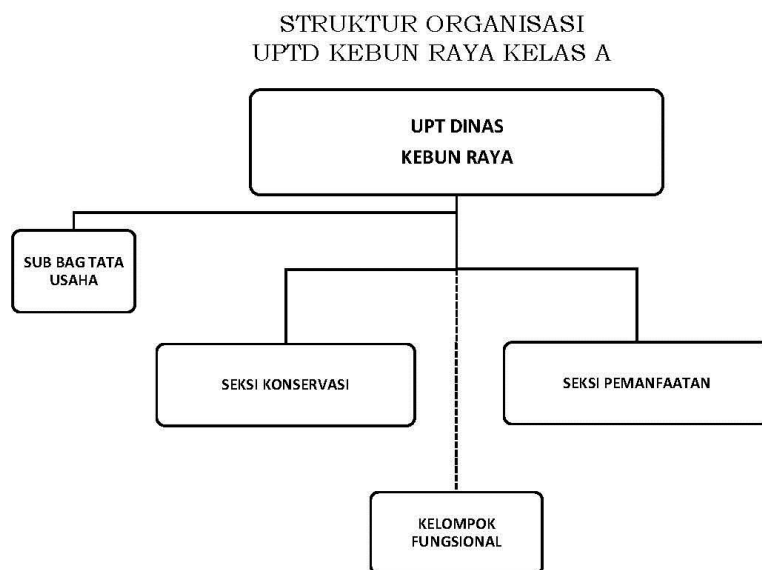 STRUKTUR ORGANISASI
UPTD KEBUN RAYA KELAS A
UPT DINAS
KEBUN RAYA
SUB BAG TATA
USAHA
SEKSI KONSERVASI
SEKSI PEMANFAATAN
KELOMPOK
FUNGSIONAL